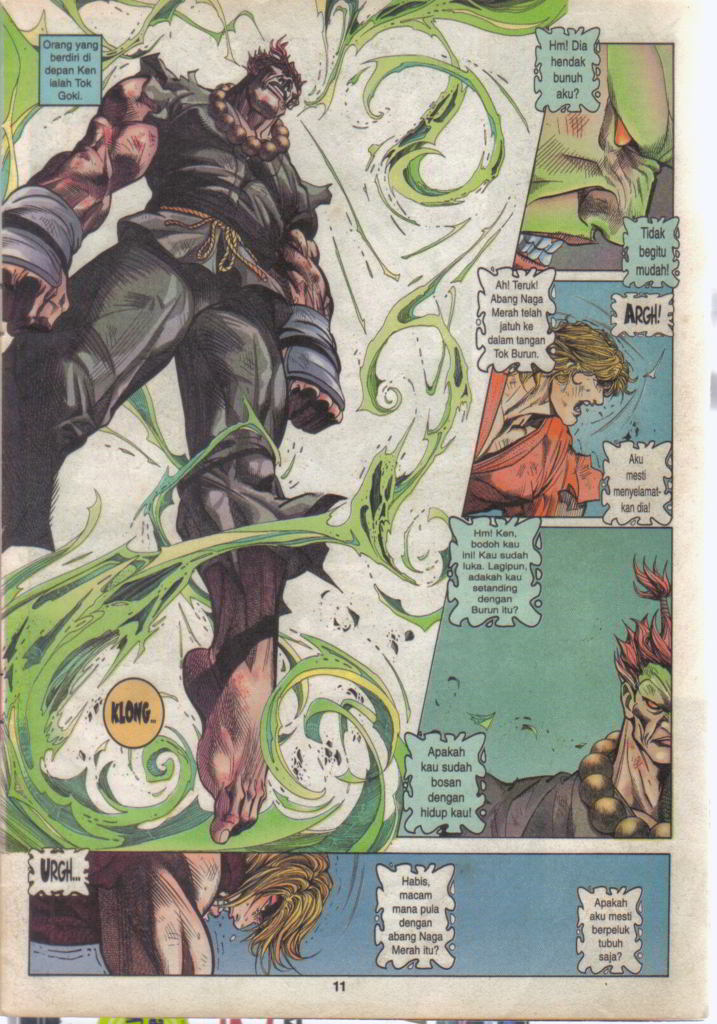 Orang yang
berdiri di
depan Ken
ialah Tok
Goki.
KLONG..
Hm! Dia
hendak
bunuh
aku?
Tidak
begitu
mudah!
Ah! Teruk!
Abang Naga
Merah telah
jatuh ke
dalam tangan
Tok Burun.
ARGH!
Aku
mesti
menyelamat-
kan dia!
Hm! Ken,
bodoh kau
ini! Kau sudah
luka. Lagipun,
adakah kau
setanding
dengan
Burun itu?
Apakah
kau sudah
bosan
dengan
hidup kau!
URGH...
Habis,
macam
mana pula
dengan
abang Naga
Merah itu?
Apakah
aku mesti
berpeluk
tubuh
saja?
11